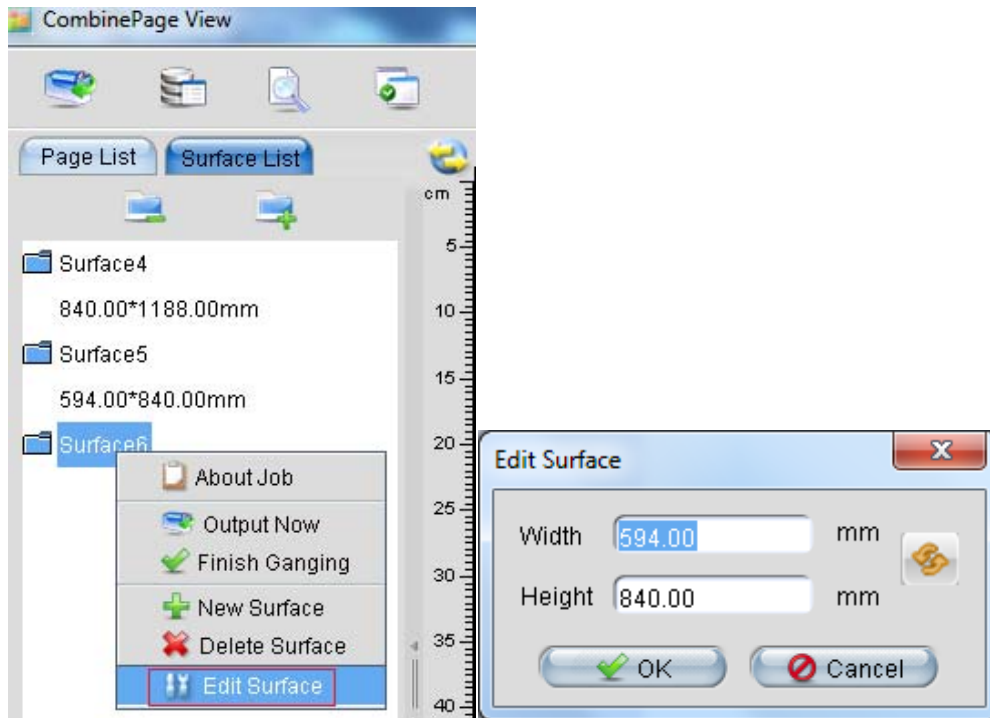 CombinePage View
Page List Surface List
cm
5
Surface4
840.00*1188.00mm
10
Surface5
15
594.00*840.00mm
Surface6
20
About Job
25
Output Now
Finish Ganging
30
New Surface
Delete Surface
35
Edit Surface
40
Edit Surface
Width 594.00 mm
Height 840.00 mm
OK Cancel